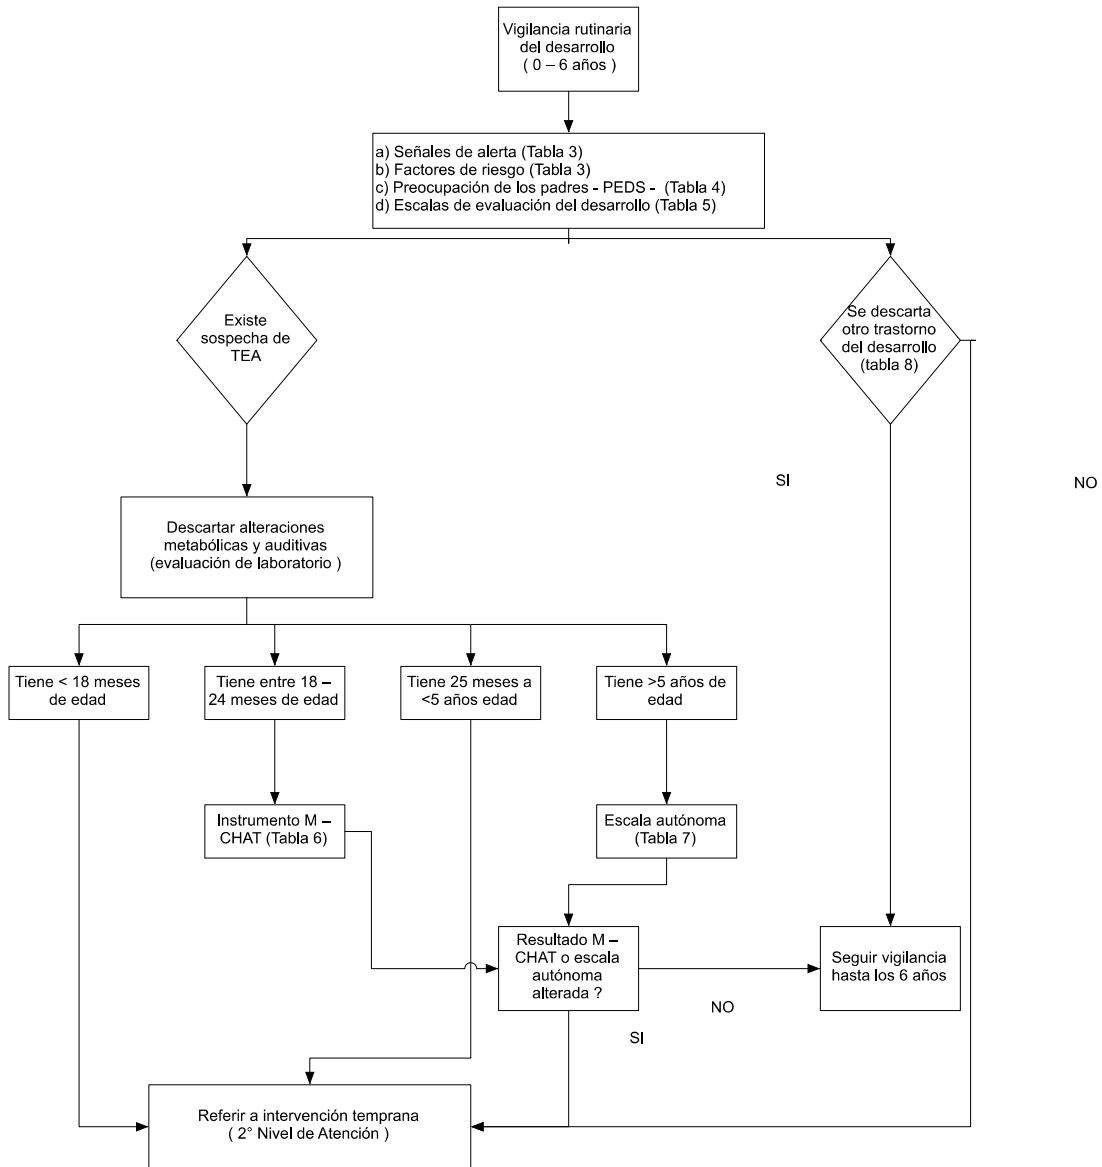 Vigilancia rutinaria
del desarrollo
( 0 – 6 años )
a) Señales de alerta (Tabla 3)
b) Factores de riesgo (Tabla 3)
c) Preocupación de los padres - PEDS - (Tabla 4)
d) Escalas de evaluación del desarrollo (Tabla 5)
Existe
sospecha de
TEA
Se descarta
otro trastorno
del desarrollo
(tabla 8)
SI
NO
Descartar alteraciones
metabólicas y auditivas
(evaluación de laboratorio )
Tiene < 18 meses
de edad
Tiene entre 18 –
24 meses de edad
Tiene 25 meses a
<5 años edad
Tiene >5 años de
edad
Instrumento M –
CHAT (Tabla 6)
Escala autónoma
(Tabla 7)
Resultado M –
CHAT o escala
autónoma
alterada ?
Seguir vigilancia
hasta los 6 años
NO
SI
Referir a intervención temprana
( 2° Nivel de Atención )